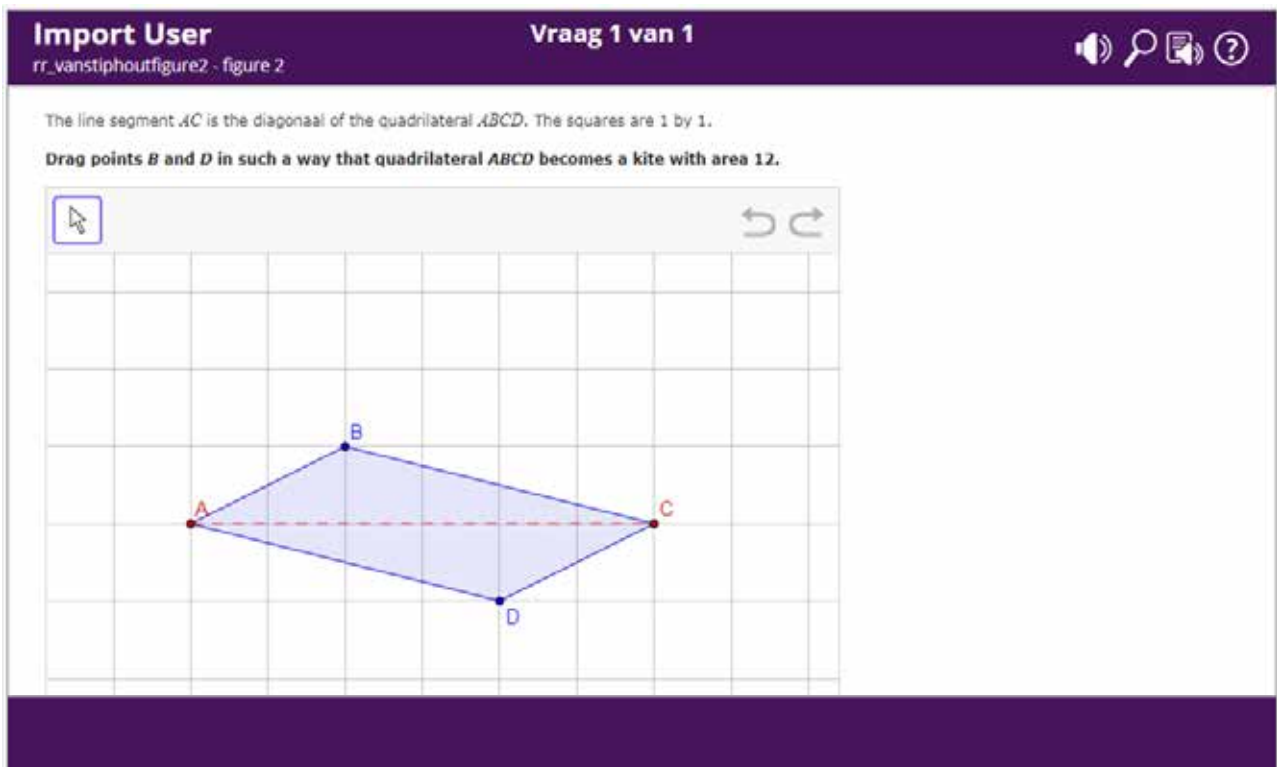 Import User
Vraag 1 van 1
rr_vanstiphoutfigure2 - figure 2
The line segment AC is the diagonaal of the quadrilateral ABCD. The squares are 1 by 1.
Drag points B and D in such a way that quadrilateral ABCD becomes a kite with area 12.
B
A
C
D